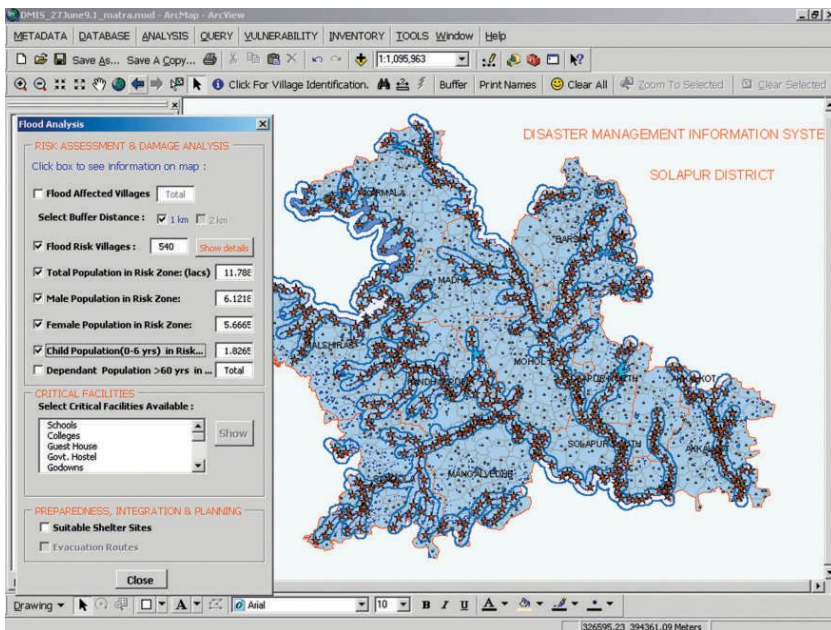 DMIS_27June9.1_matra.mxd - ArcMap - ArcView
METADATA DATABASE ANALYSIS QUERY VULNERABILITY INVENTORY TOOLS Window Help
Save As... Save A Copy... 1:1,095,963
Click For Village Identification. Buffer Print Names Clear All Zoom To Selected Clear Selected
Flood Analysis
RISK ASSESSMENT & DAMAGE ANALYSIS
Click box to see information on map :
Flood Affected Villages Total
Select Buffer Distance : 1 km 2 km
Flood Risk Villages : 540 Show details
Total Population in Risk Zone: (lacs) 11.788
Male Population in Risk Zone: 6.1218
Female Population in Risk Zone: 5.6665
Child Population(0-6 yrs) in Risk... 1.8265
Dependant Population >60 yrs in ... Total
CRITICAL FACILITIES
Select Critical Facilities Available :
Schools
Colleges
Guest House
Govt. Hostel
Godowns
Show
PREPAREDNESS, INTEGRATION & PLANNING
Suitable Shelter Sites
Evacuation Routes
Close
DISASTER MANAGEMENT INFORMATION SYSTE
SOLAPUR DISTRICT
BARSHI
MADHA
MALSHIRAS
MOHOL
SOLAPUR SOUTH
MANGALVEDHE
Drawing A Arial 10 B I U A
326595.23 394361.09 Meters